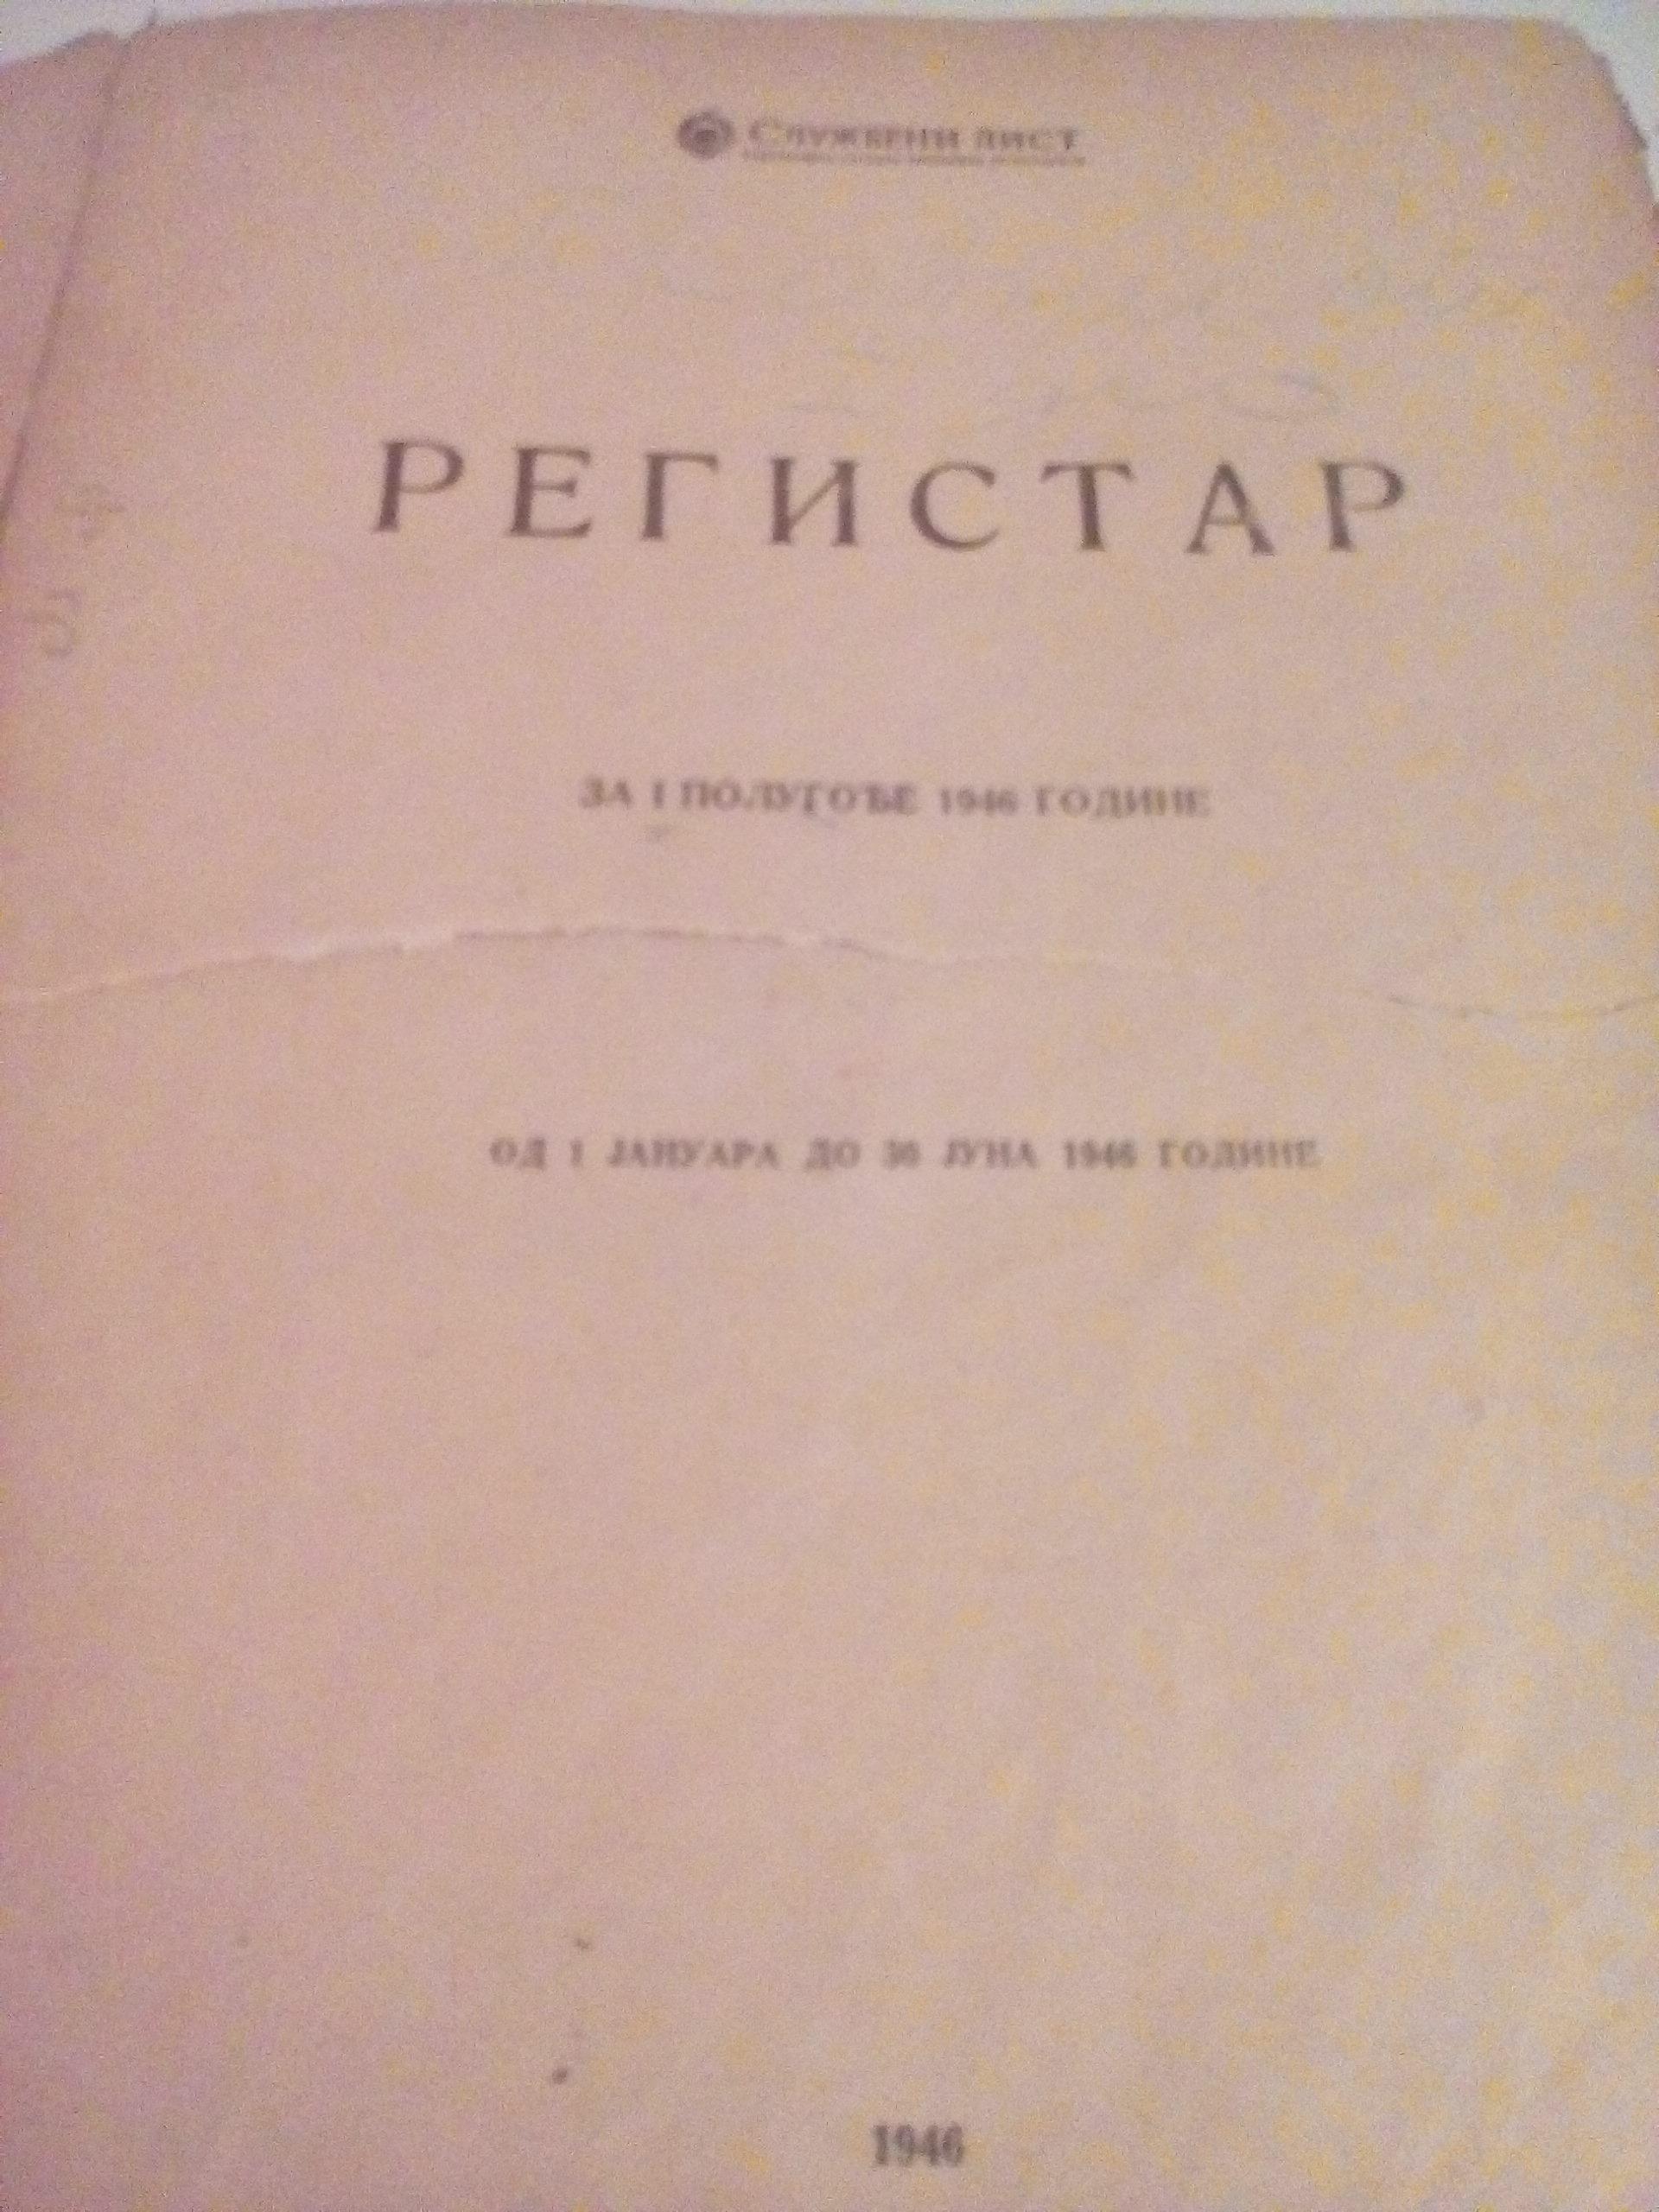 СЛУЖБЕНИ ЛИСТ
РЕГИСТАР
ЗА I ПОЛУГОЂЕ 1946 ГОДИНЕ
ОД 1 ЈАНУАРА ДО 30 ЈУНА 1946 ГОДИНЕ
1946